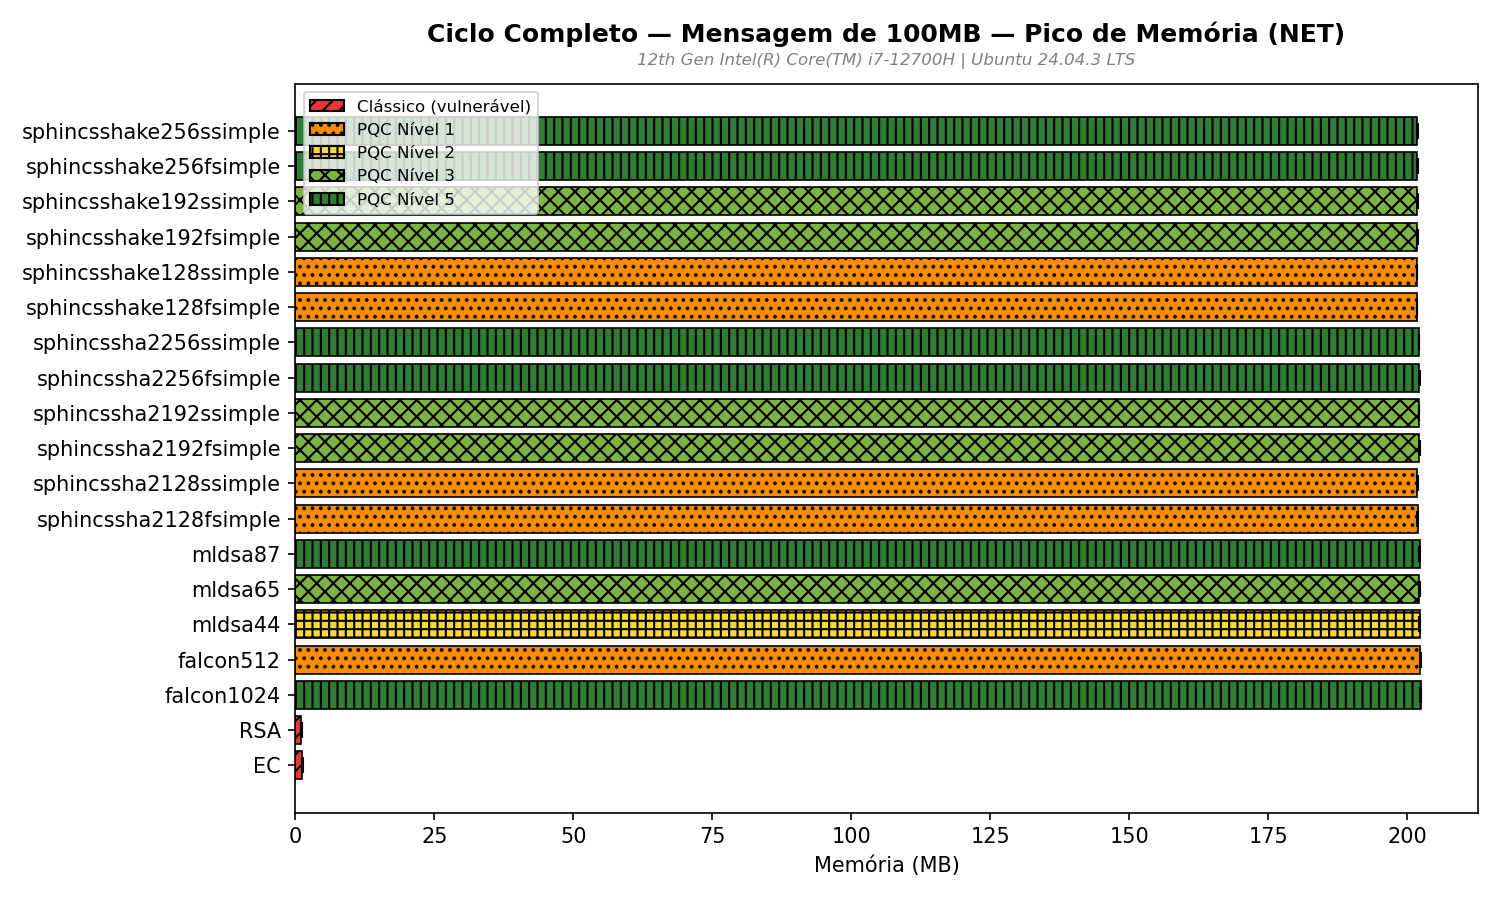 Ciclo Completo — Mensagem de 100MB — Pico de Memória (NET)
12th Gen Intel(R) Core(TM) i7-12700H | Ubuntu 24.04.3 LTS
Clássico (vulnerável)
PQC Nível 1
PQC Nível 2
PQC Nível 3
PQC Nível 5
sphincsshake256ssimple
sphincsshake256fsimple
sphincsshake192ssimple
sphincsshake192fsimple
sphincsshake128ssimple
sphincsshake128fsimple
sphincssha2256ssimple
sphincssha2256fsimple
sphincssha2192ssimple
sphincssha2192fsimple
sphincssha2128ssimple
sphincssha2128fsimple
mldsa87
mldsa65
mldsa44
falcon512
falcon1024
RSA
EC
0 25 50 75 100 125 150 175 200
Memória (MB)